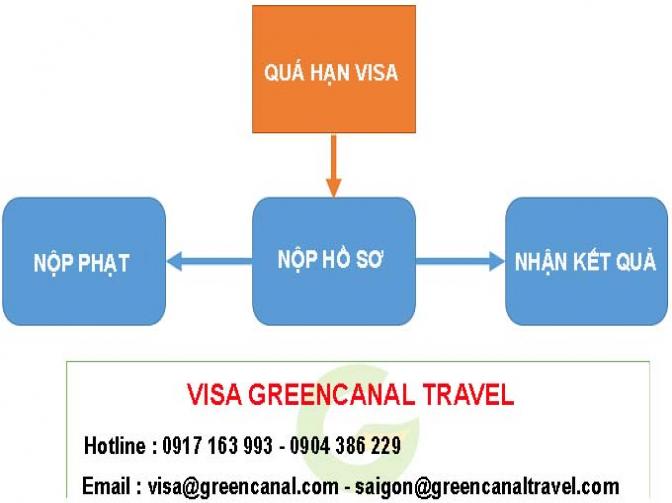 QUÁ HẠN VISA
NỘP PHẠT
NỘP HỒ SƠ
NHẬN KẾT QUẢ
VISA GREENCANAL TRAVEL
Hotline : 0917 163 993 - 0904 386 229
Email : visa@greencanal.com - saigon@greencanaltravel.com